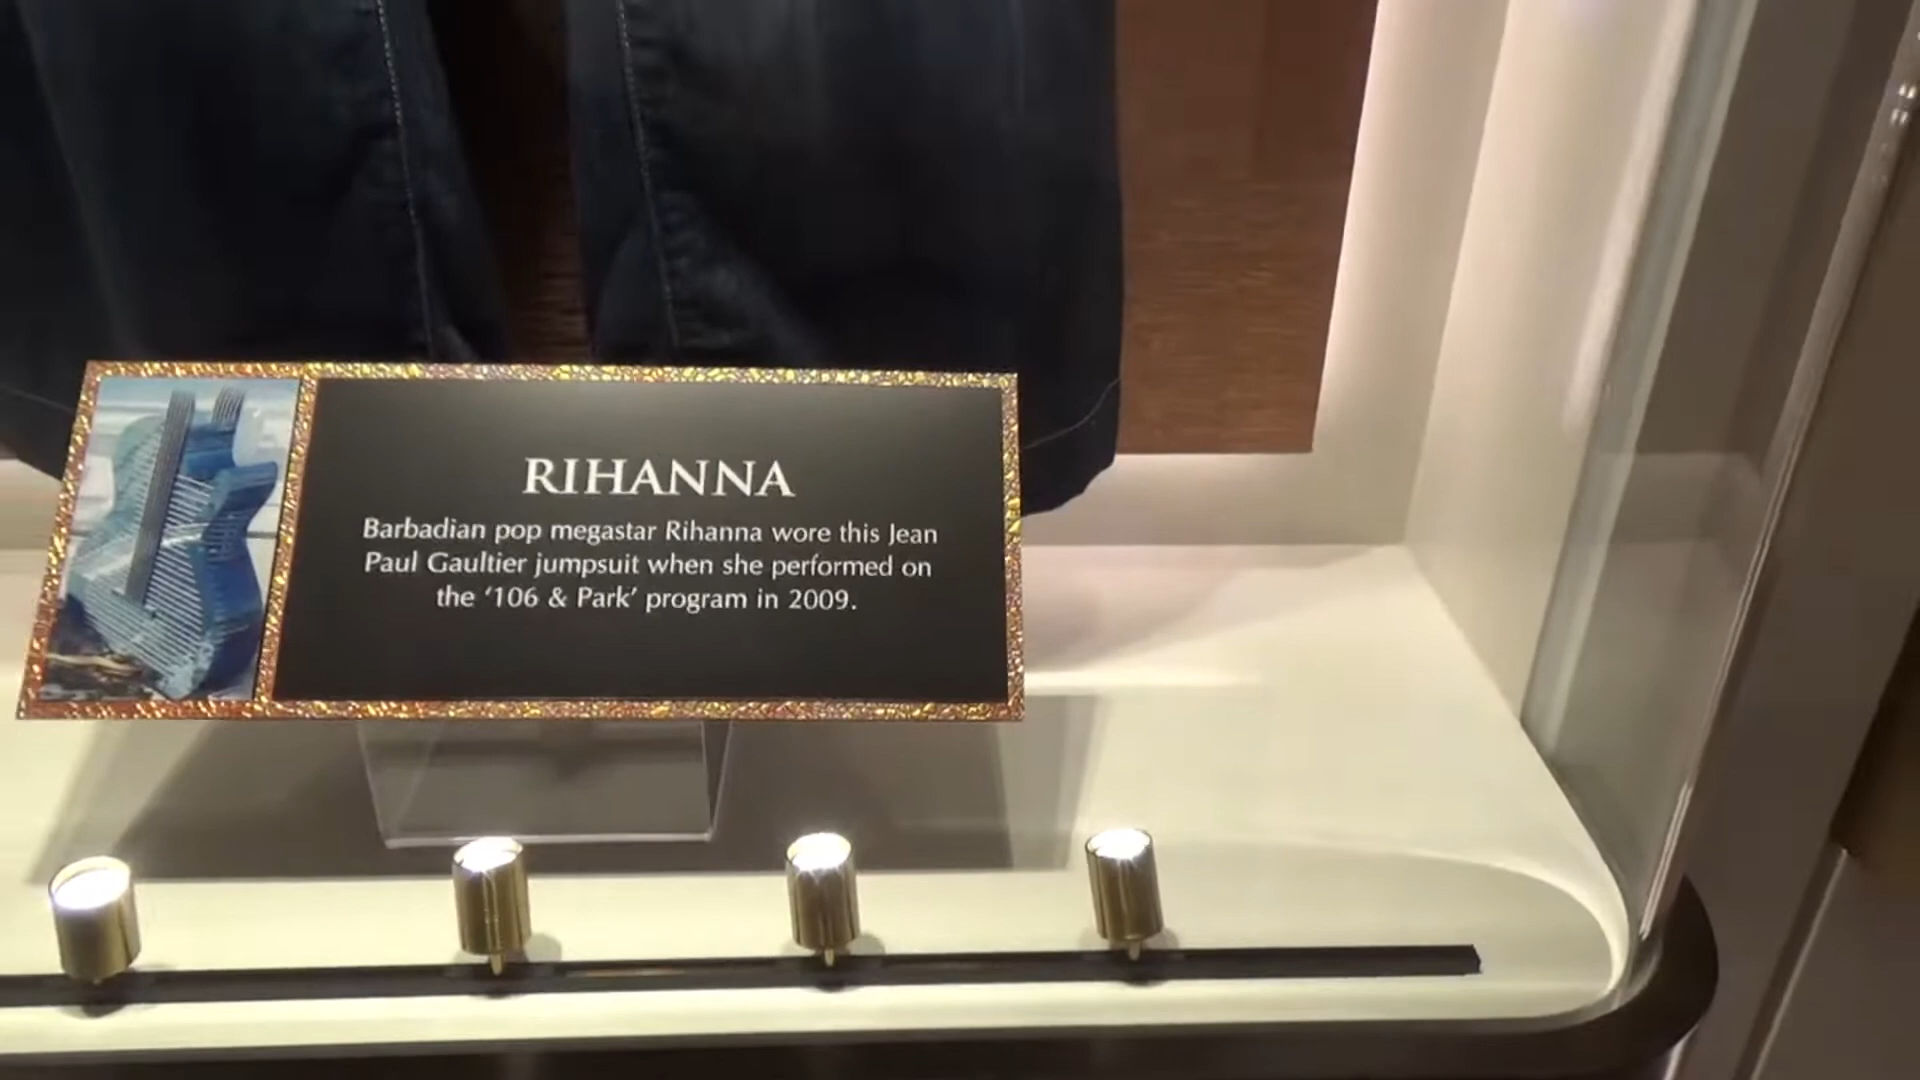 RIHANNA
Barbadian pop megastar Rihanna wore this Jean
Paul Gaultier jumpsuit when she performed on
the ‘106 & Park’ program in 2009.